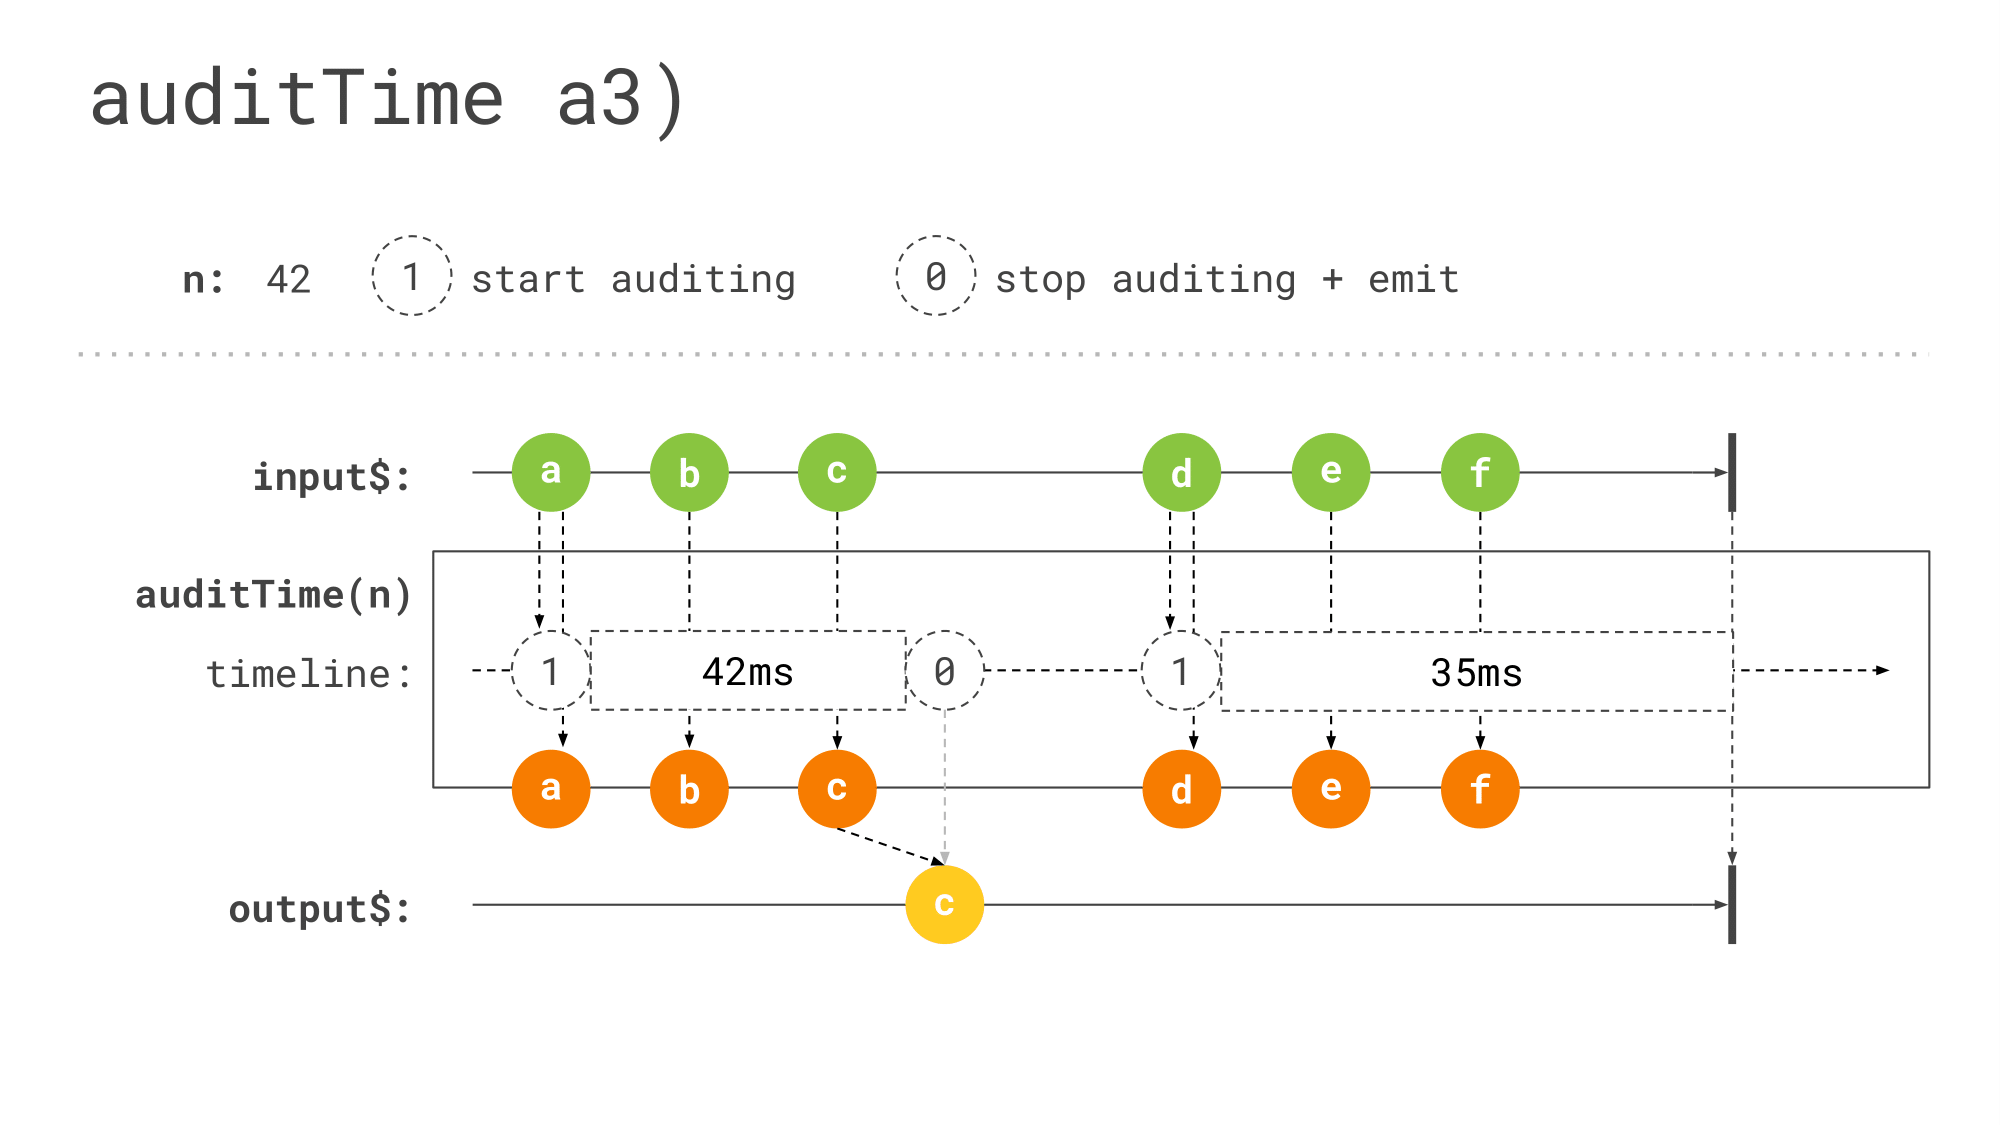 auditTime a3)
n: 42 1 start auditing 0 stop auditing + emit
input$: a b c d e f
auditTime(n)
timeline: 1 42ms 0 1 35ms
a b c d e f
output$: c